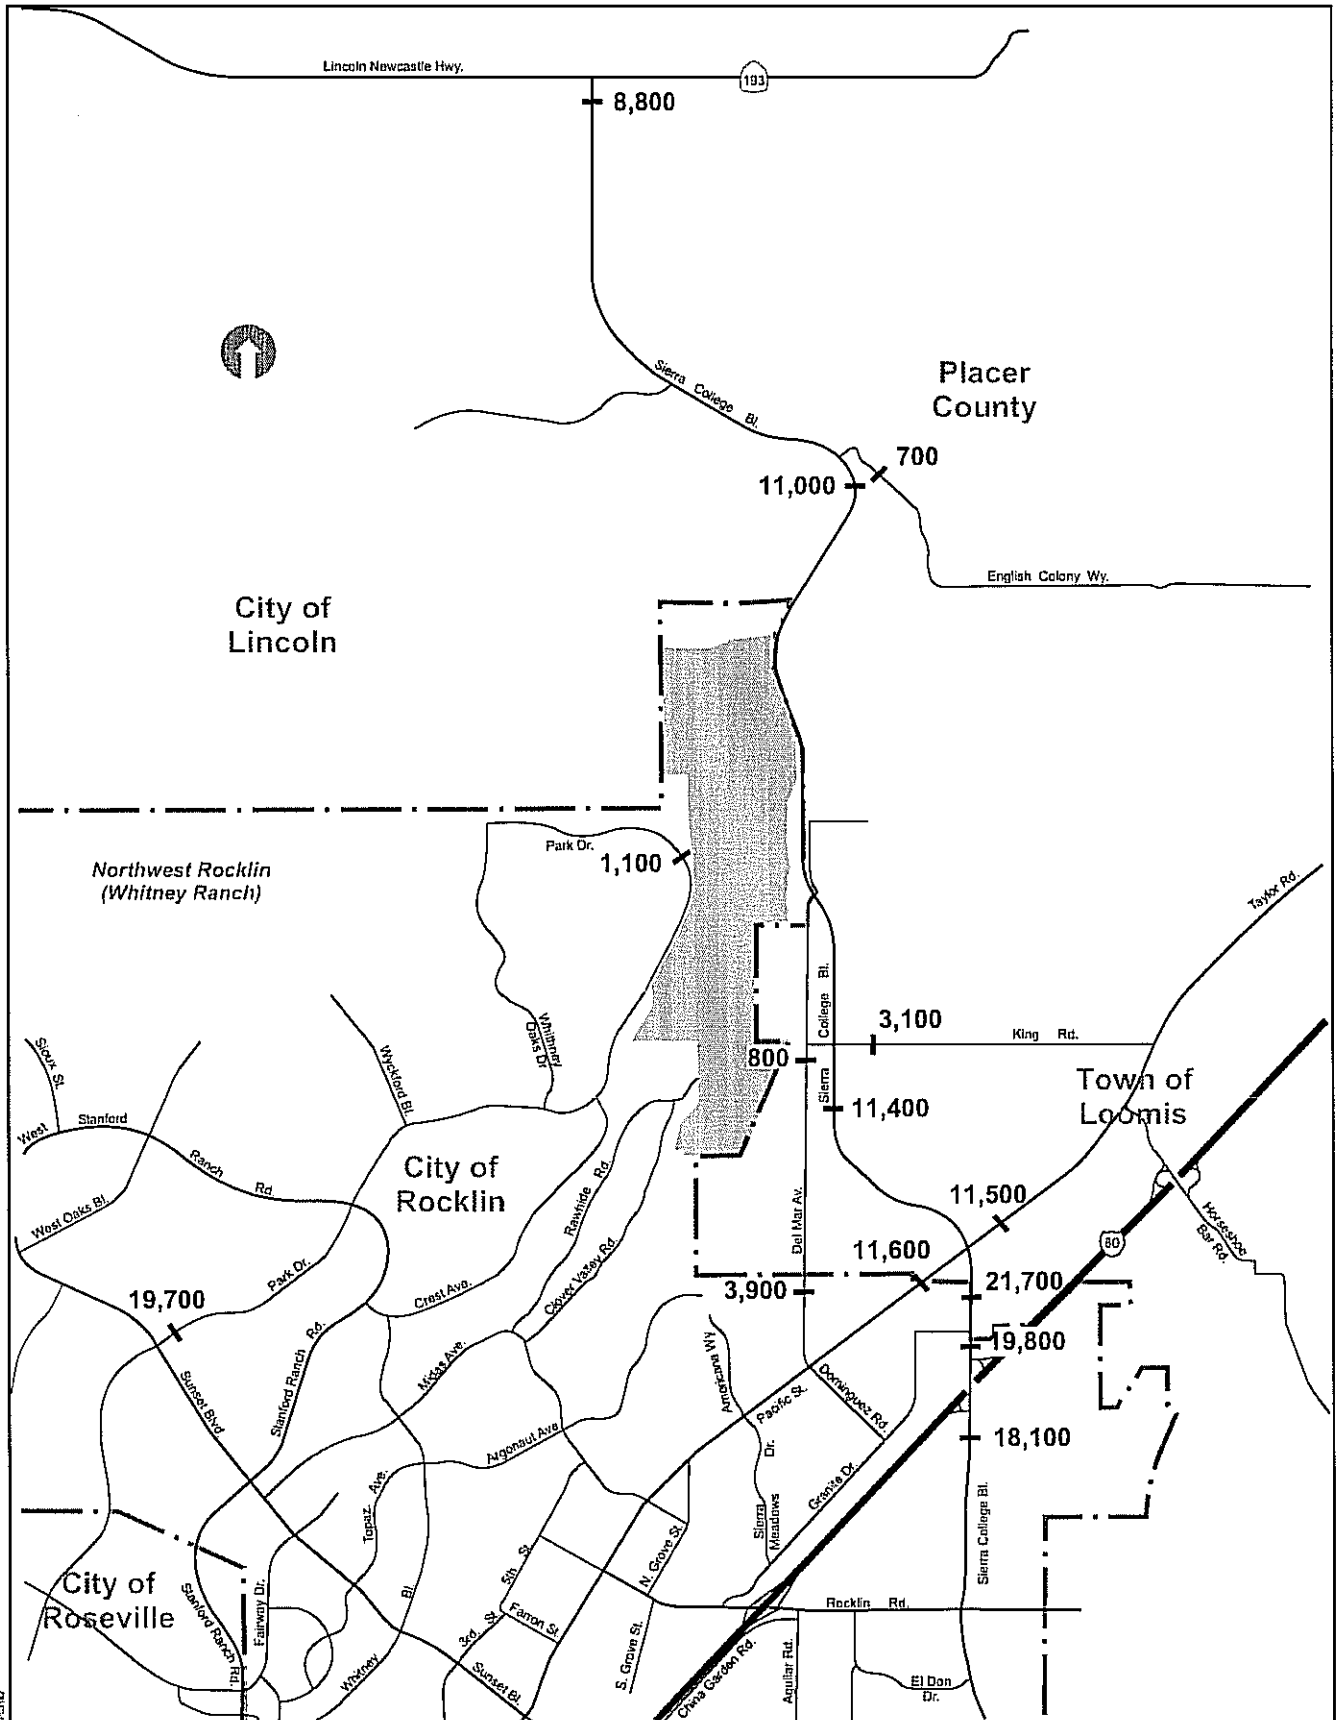 Lincoln Newcastle Hwy.
193
8,800
Sierra College Bl.
Placer
County
700
11,000
English Colony Wy.
City of
Lincoln
Park Dr.
1,100
Northwest Rocklin
(Whitney Ranch)
Taylor Rd.
Sierra College Bl.
3,100
King Rd.
800
Whithney
Oaks Dr
Wyckford Bl.
Sioux St.
Town of
Loomis
11,400
West Stanford Ranch Rd.
City of
Rocklin
Rawhide Rd.
Clover Valley Rd.
Del Mar Av.
11,500
11,600
80
Horseshoe
Bar Rd.
West Oaks Bl.
Park Dr.
Crest Ave.
3,900
21,700
19,700
19,800
Stanford Ranch Rd.
Midas Ave.
Americana Wy
Pacific St.
Dominguez Rd.
Sunset Blvd
Argonaut Ave
18,100
Topaz Ave.
Sierra
Meadows
Dr.
Granite Dr.
Sierra College Bl.
City of
Roseville
Stanford Ranch Rd.
Fairway Dr.
Whitney Bl.
5th St.
3rd. St.
Farron St.
N. Grove St.
S. Grove St.
Rocklin Rd.
Sunset Bl.
China Garden Rd.
Aguilar Rd.
El Don
Dr.